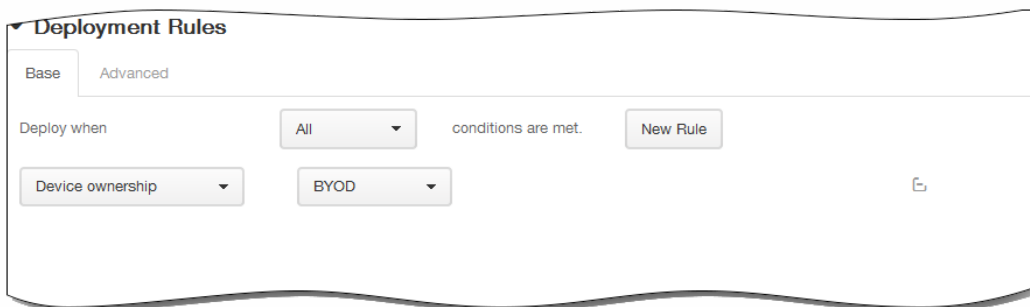 Deployment Rules
Base Advanced
Deploy when All conditions are met. New Rule
Device ownership BYOD